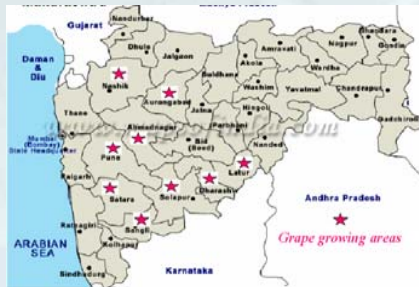 Gujarat
Nandurbar
Daman
& Diu
Dhule
Jalgaon
Amravati
Nagpur
Bhandara
Gondia
Akola
Wardha
Nashik
Aurangabad
Buldhana
Washim
Yavatmal
Chandrapur
Thane
Jalna
Hingoli
Gadchiroli
Ahmadnagar
Parbhani
Mumbai
(Bombay)
State Headquarter
Pune
Bid
(Beed)
Nanded
Latur
Raigarh
Dharashiv
Satara
Solapur
Andhra Pradesh
Ratnagiri
Sangli
Grape growing areas
ARABIAN
SEA
Kolhapur
Karnataka
Sindhudurg